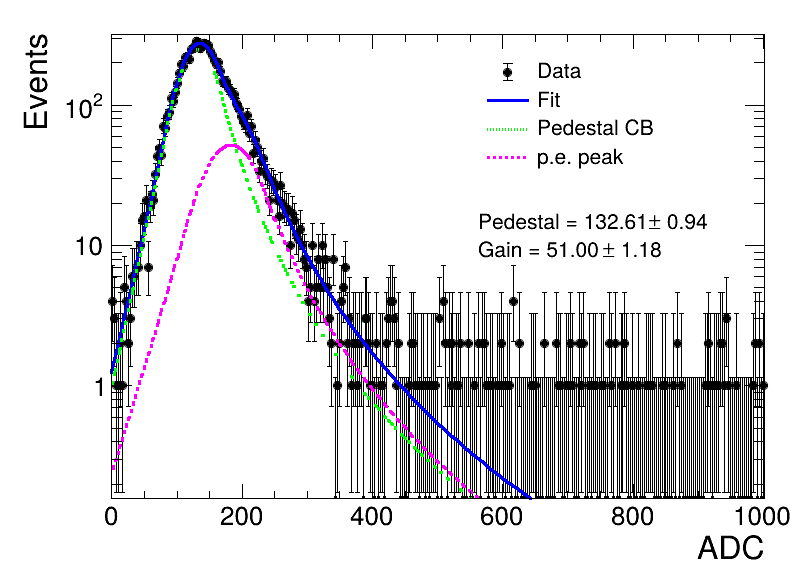 Events
10²
10
1
Data
Fit
Pedestal CB
p.e. peak
Pedestal = 132.61± 0.94
Gain = 51.00 ± 1.18
0 200 400 600 800 1000
ADC